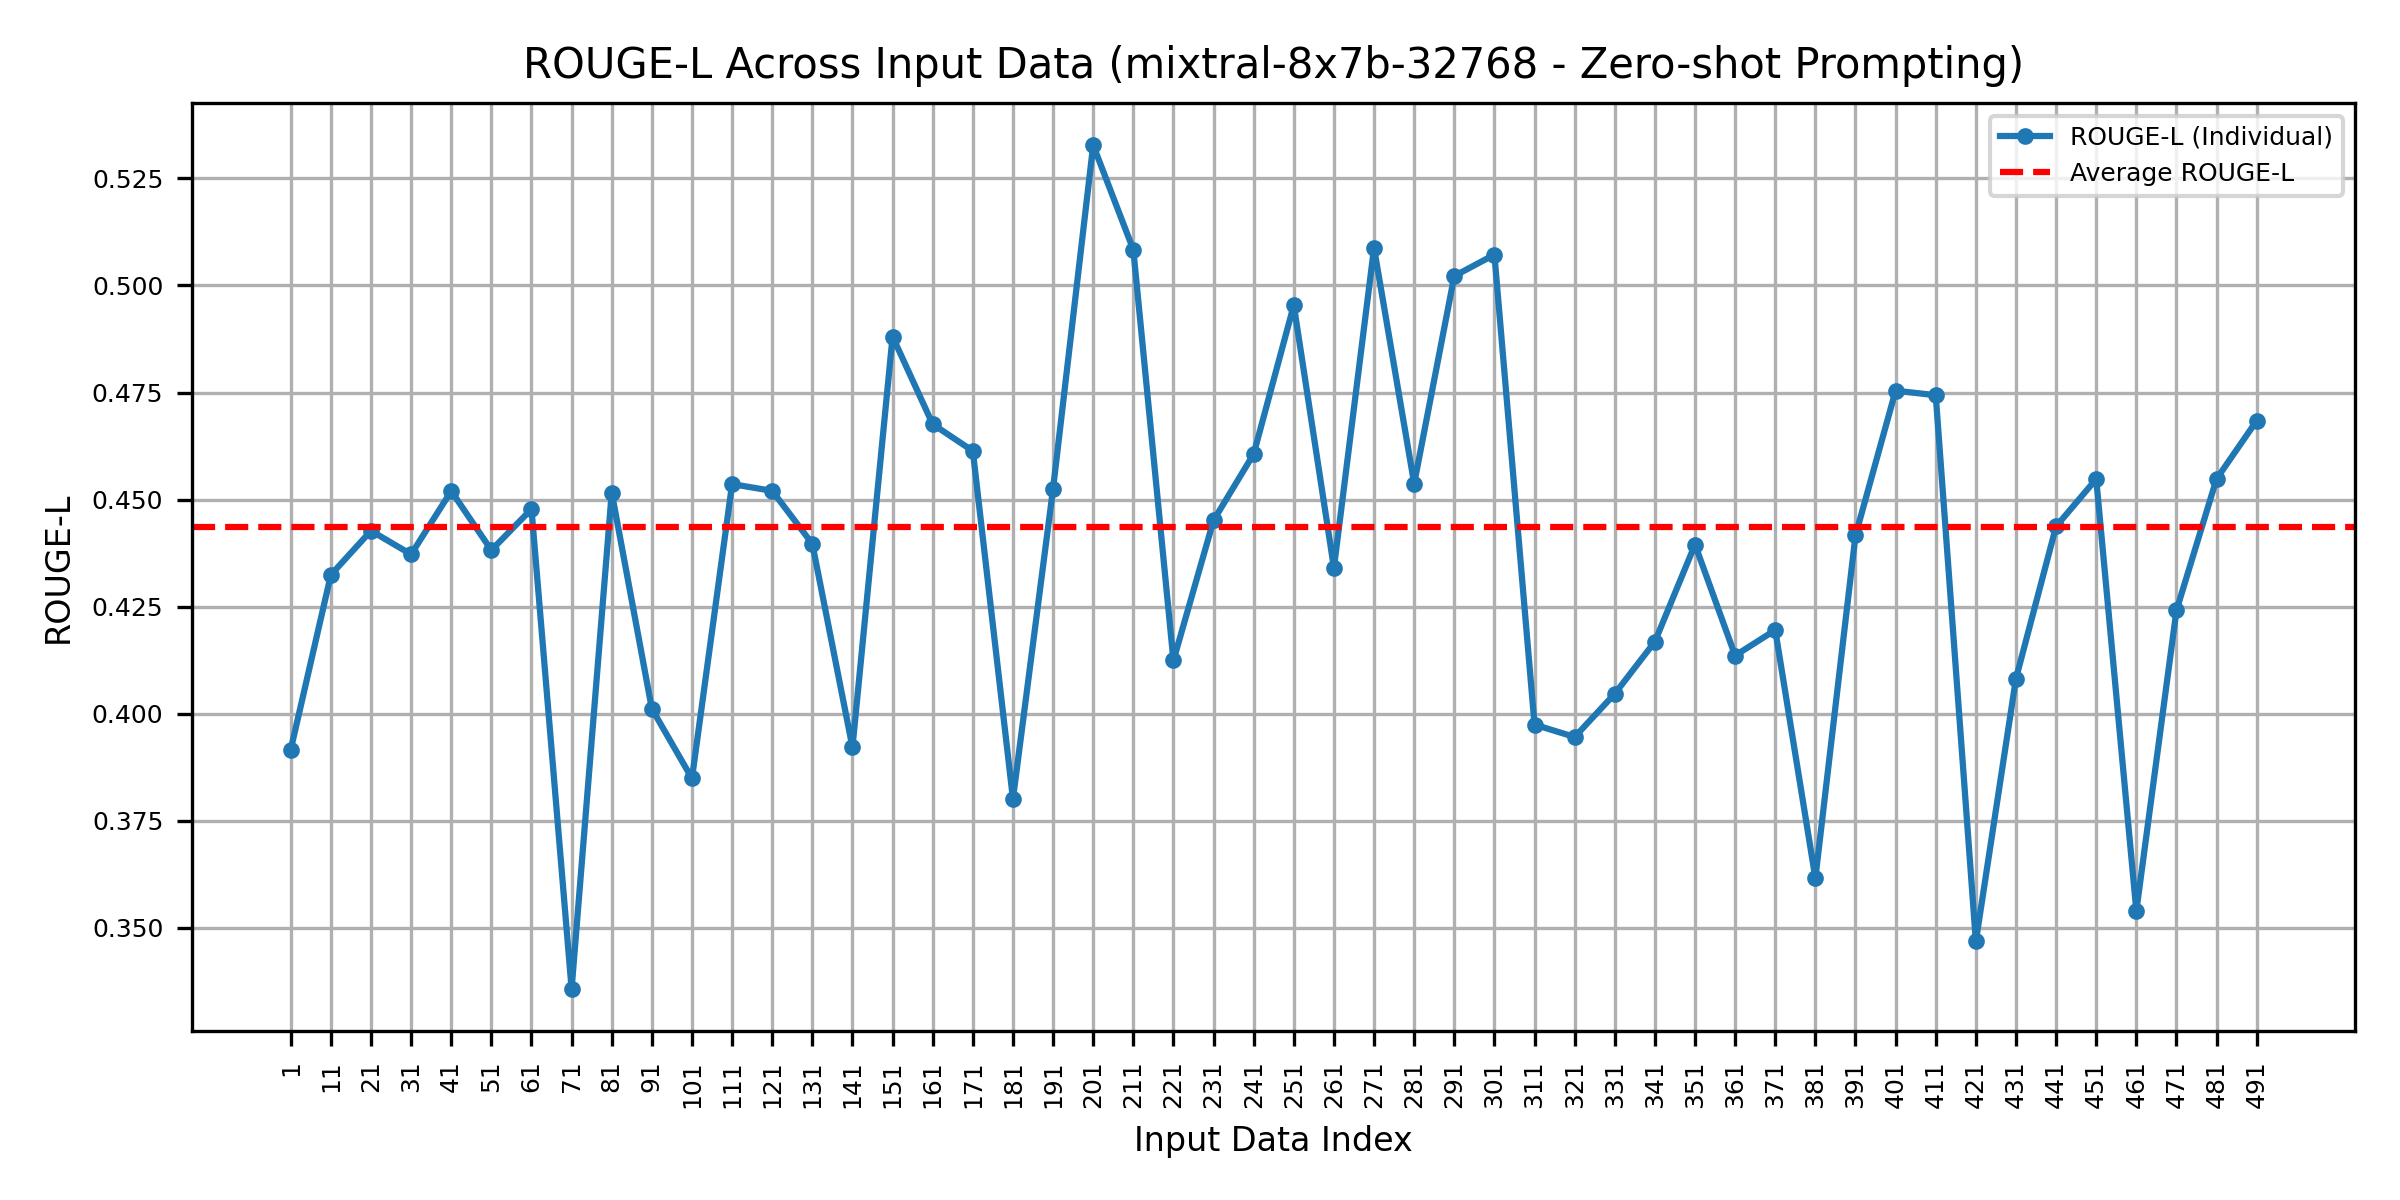 ROUGE-L Across Input Data (mixtral-8x7b-32768 - Zero-shot Prompting)
ROUGE-L (Individual)
Average ROUGE-L
ROUGE-L
0.525
0.500
0.475
0.450
0.425
0.400
0.375
0.350
1 11 21 31 41 51 61 71 81 91 101 111 121 131 141 151 161 171 181 191 201 211 221 231 241 251 261 271 281 291 301 311 321 331 341 351 361 371 381 391 401 411 421 431 441 451 461 471 481 491
Input Data Index